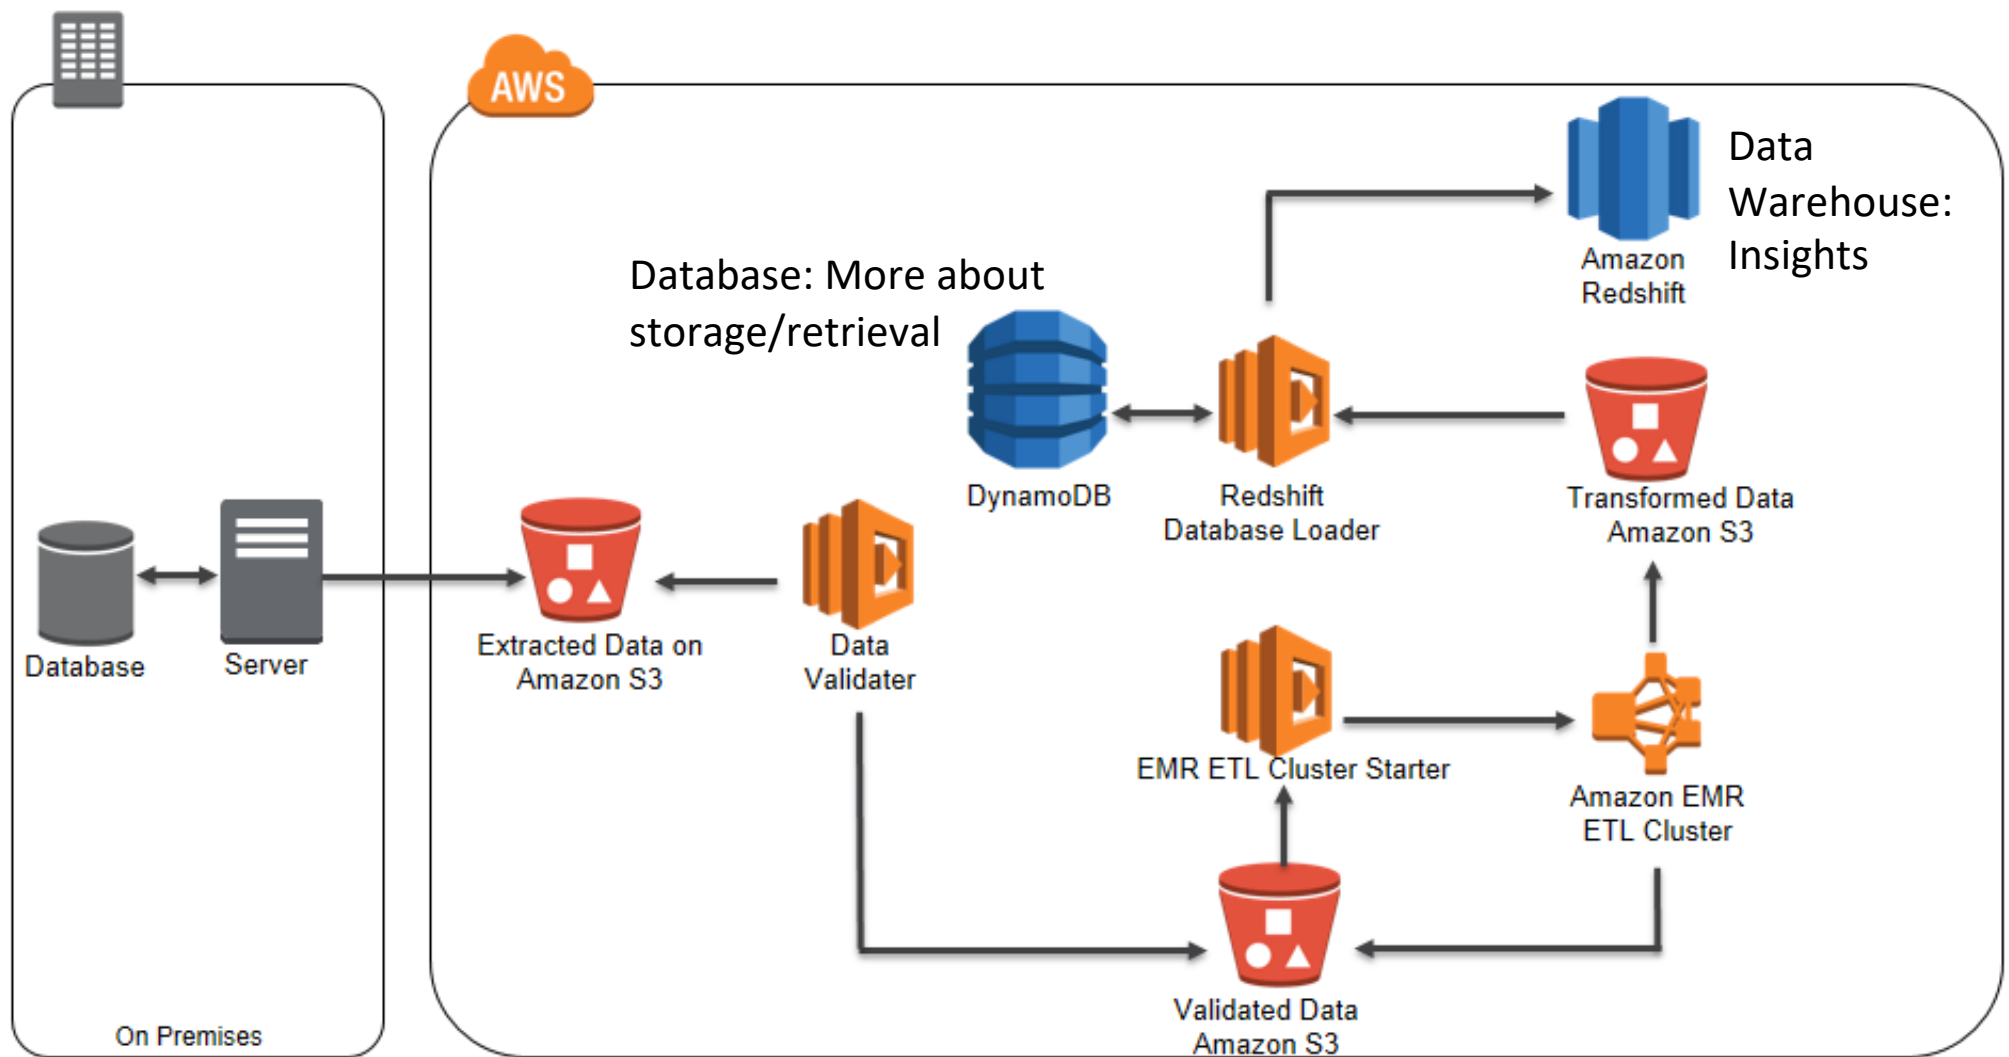 AWS
Data
Warehouse:
Insights
Amazon
Redshift
Database: More about
storage/retrieval
DynamoDB
Redshift
Database Loader
Transformed Data
Amazon S3
Database
Server
Extracted Data on
Amazon S3
Data
Validater
EMR ETL Cluster Starter
Amazon EMR
ETL Cluster
Validated Data
Amazon S3
On Premises